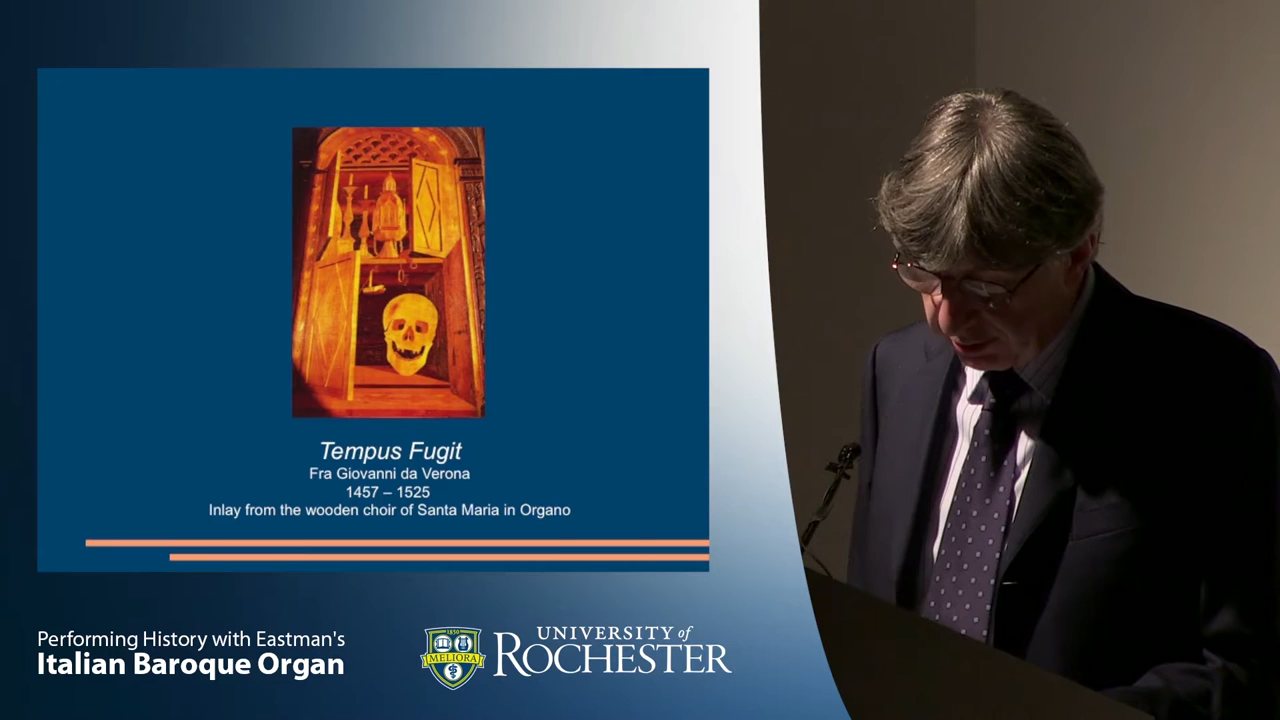 Tempus Fugit
Fra Giovanni da Verona
1457 – 1525
Inlay from the wooden choir of Santa Maria in Organo
Performing History with Eastman's
Italian Baroque Organ
1850
MELIORA
UNIVERSITY of
ROCHESTER